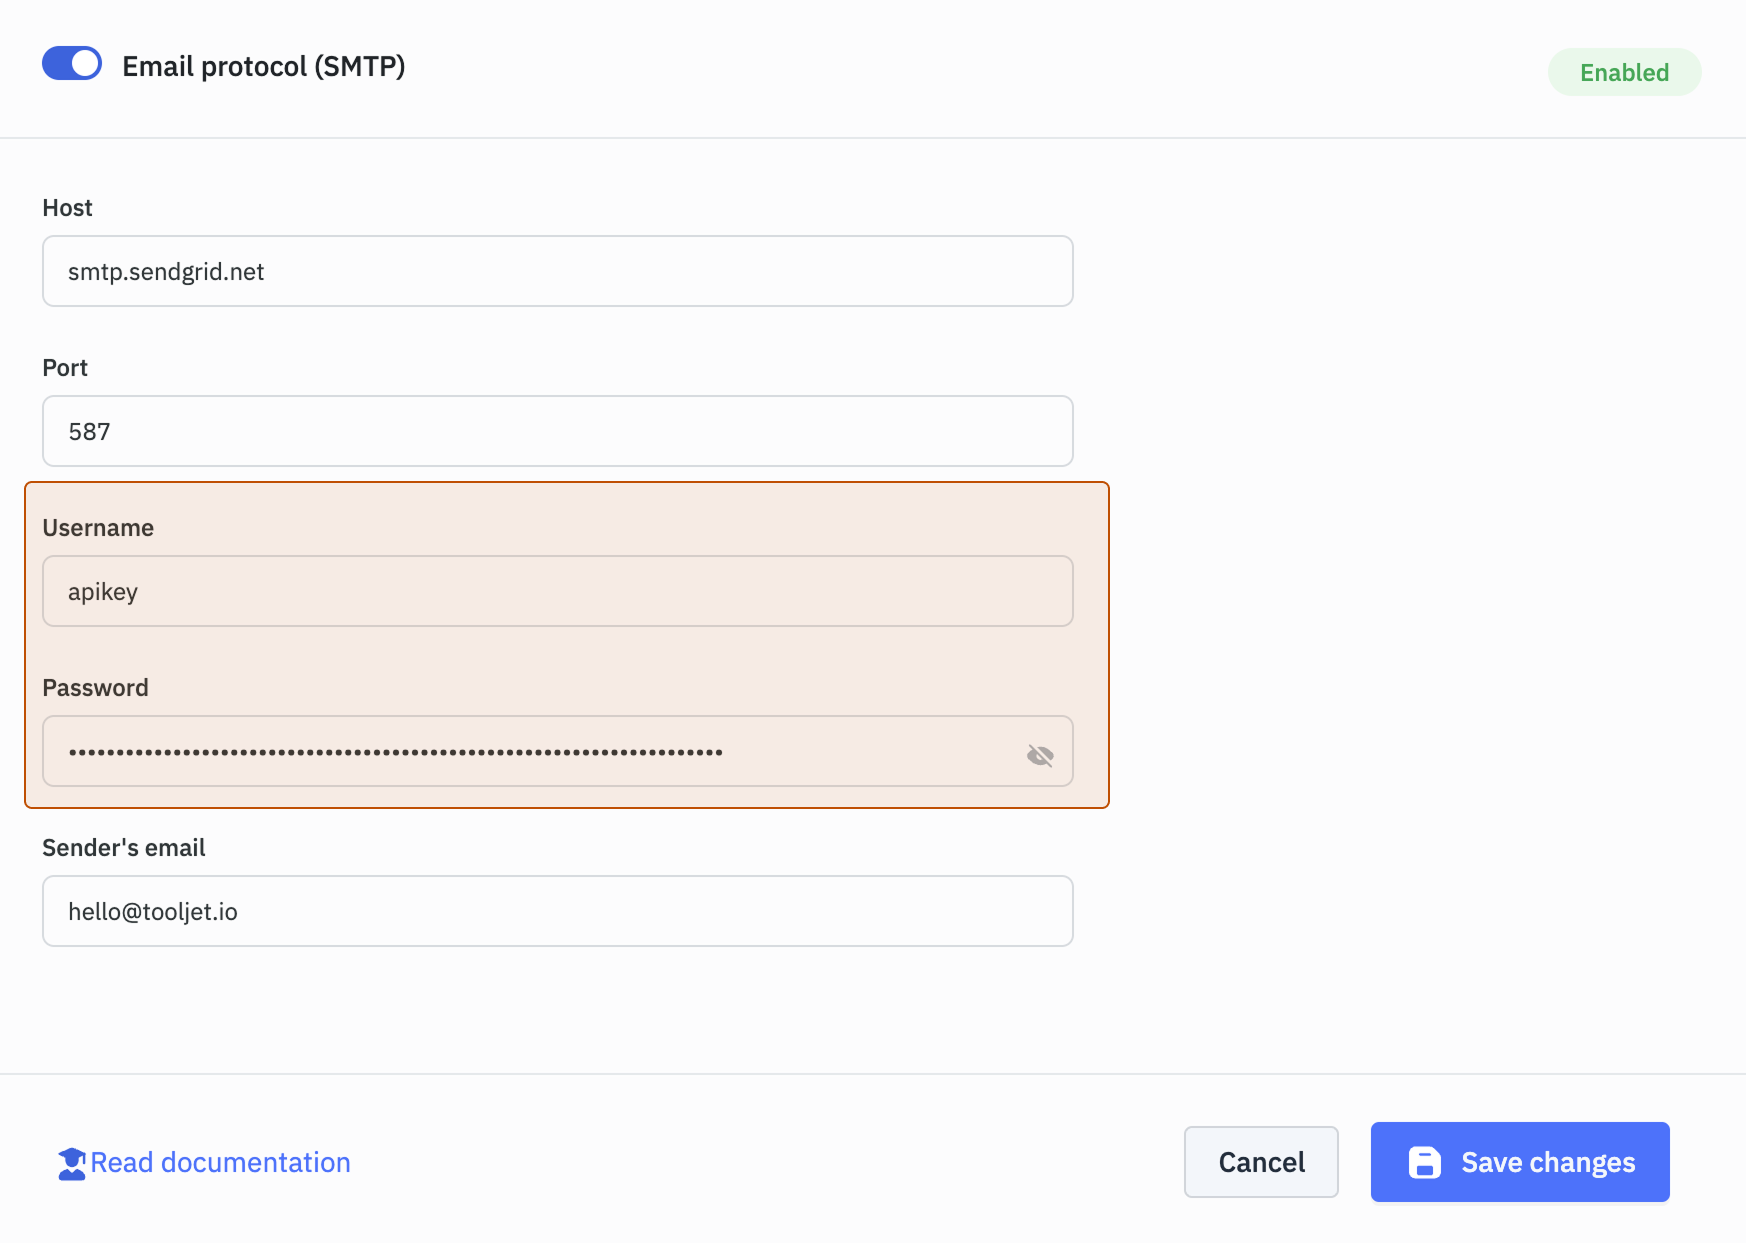 Email protocol (SMTP)
Enabled
Host
smtp.sendgrid.net
Port
587
Username
apikey
Password
•••••••••••••••••••••••••••••••••••••••••••••••••••••••••••••••••••••
Sender's email
hello@tooljet.io
Read documentation
Cancel
Save changes